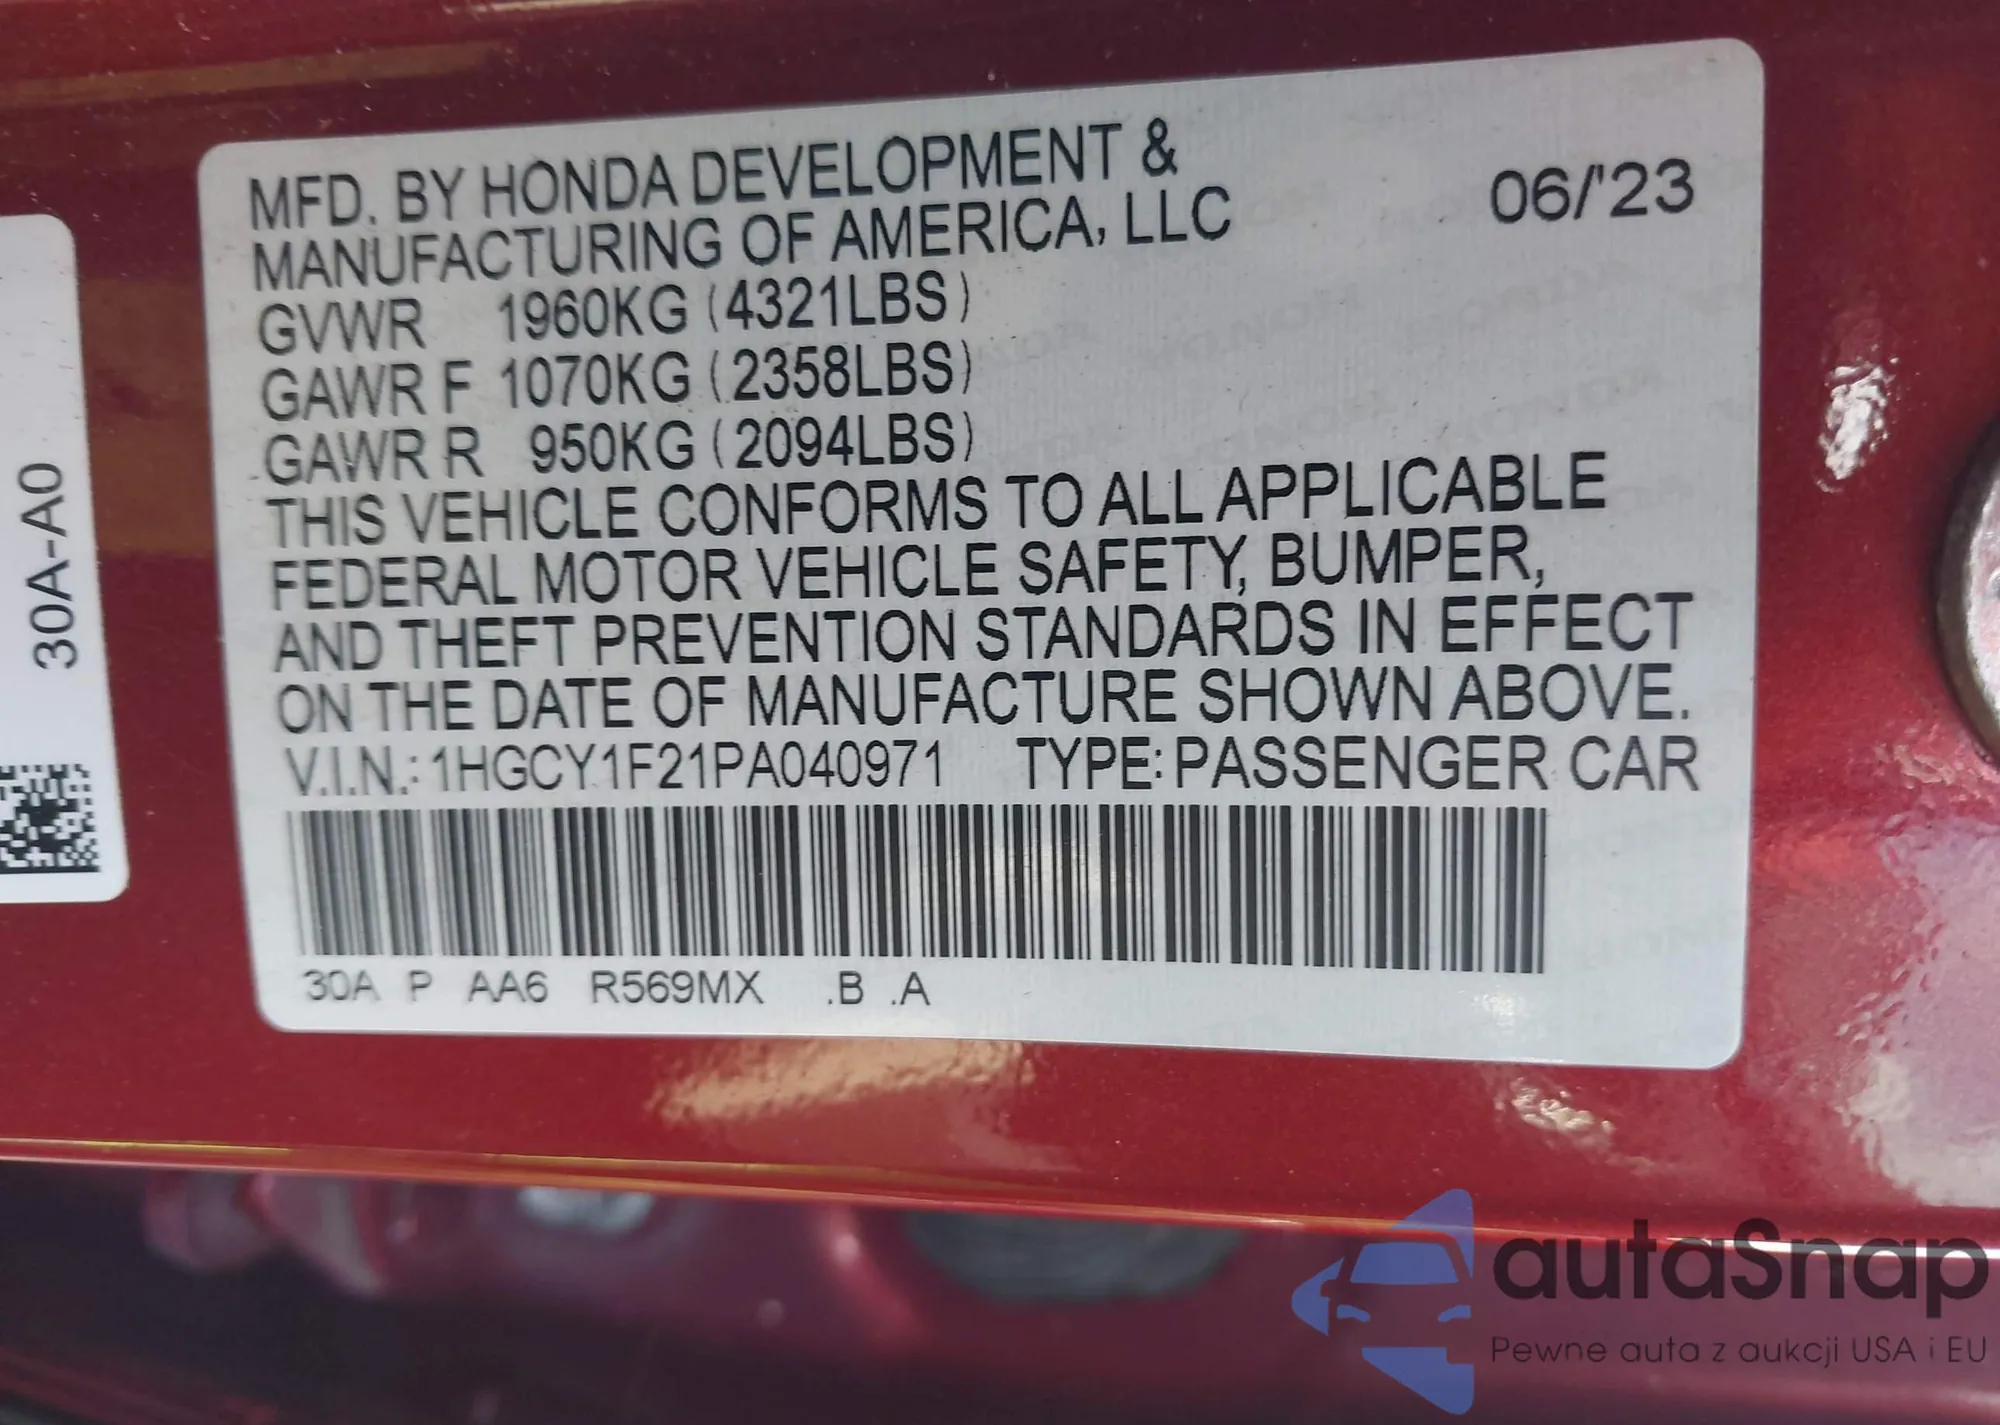 MFD. BY HONDA DEVELOPMENT &
MANUFACTURING OF AMERICA, LLC
06/'23
GVWR 1960KG (4321LBS)
GAWR F 1070KG (2358LBS)
GAWR R 950KG (2094LBS)
THIS VEHICLE CONFORMS TO ALL APPLICABLE
FEDERAL MOTOR VEHICLE SAFETY, BUMPER,
AND THEFT PREVENTION STANDARDS IN EFFECT
ON THE DATE OF MANUFACTURE SHOWN ABOVE.
V.I.N.: 1HGCY1F21PA040971 TYPE: PASSENGER CAR
30A P AA6 R569MX .B .A
30A-A0
autaSnap
Pewne auta z aukcji USA i EU